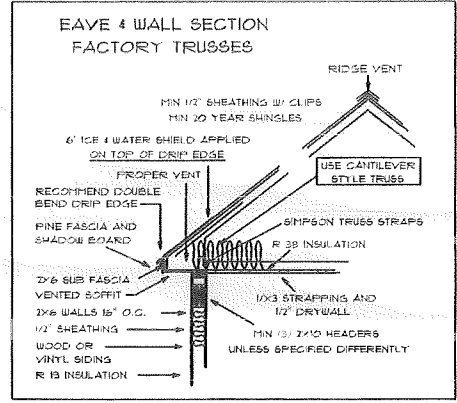 EAVE & WALL SECTION
FACTORY TRUSSES
RIDGE VENT
MIN 1/2" SHEATHING W/ CLIPS
MIN 20 YEAR SHINGLES
6' ICE & WATER SHIELD APPLIED
ON TOP OF DRIP EDGE
PROPER VENT
USE CANTILEVER
STYLE TRUSS
RECOMMEND DOUBLE
BEND DRIP EDGE
SIMPSON TRUSS STRAPS
PINE FASCIA AND
SHADOW BOARD
R 38 INSULATION
2X6 SUB FASCIA
VENTED SOFFIT
1X3 STRAPPING AND
1/2" DRYWALL
2X6 WALLS 16" O.C.
1/2" SHEATHING
WOOD OR
VINYL SIDING
MIN (3) 2X10 HEADERS
UNLESS SPECIFIED DIFFERENTLY
R 19 INSULATION